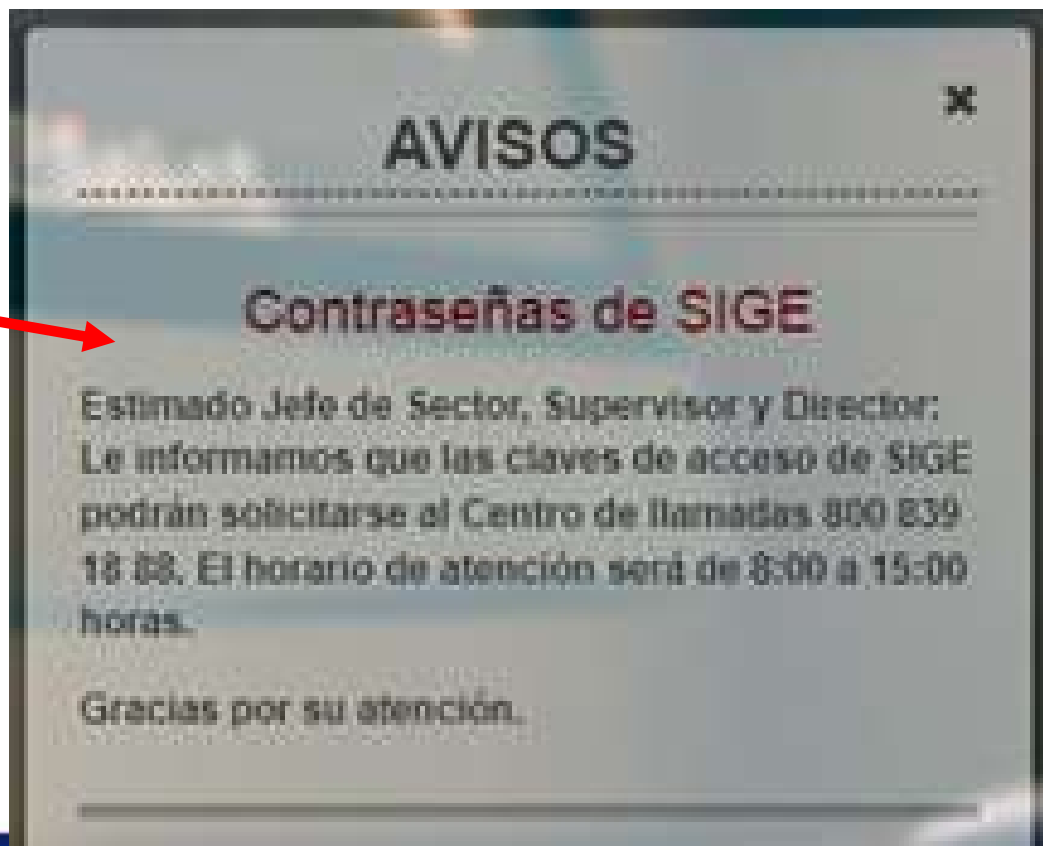 AVISOS
Contraseñas de SIGE
Estimado Jefe de Sector, Supervisor y Director:
Le informamos que las claves de acceso de SIGE
podrán solicitarse al Centro de llamadas 800 839
18 88. El horario de atención será de 8:00 a 15:00
horas.
Gracias por su atención.